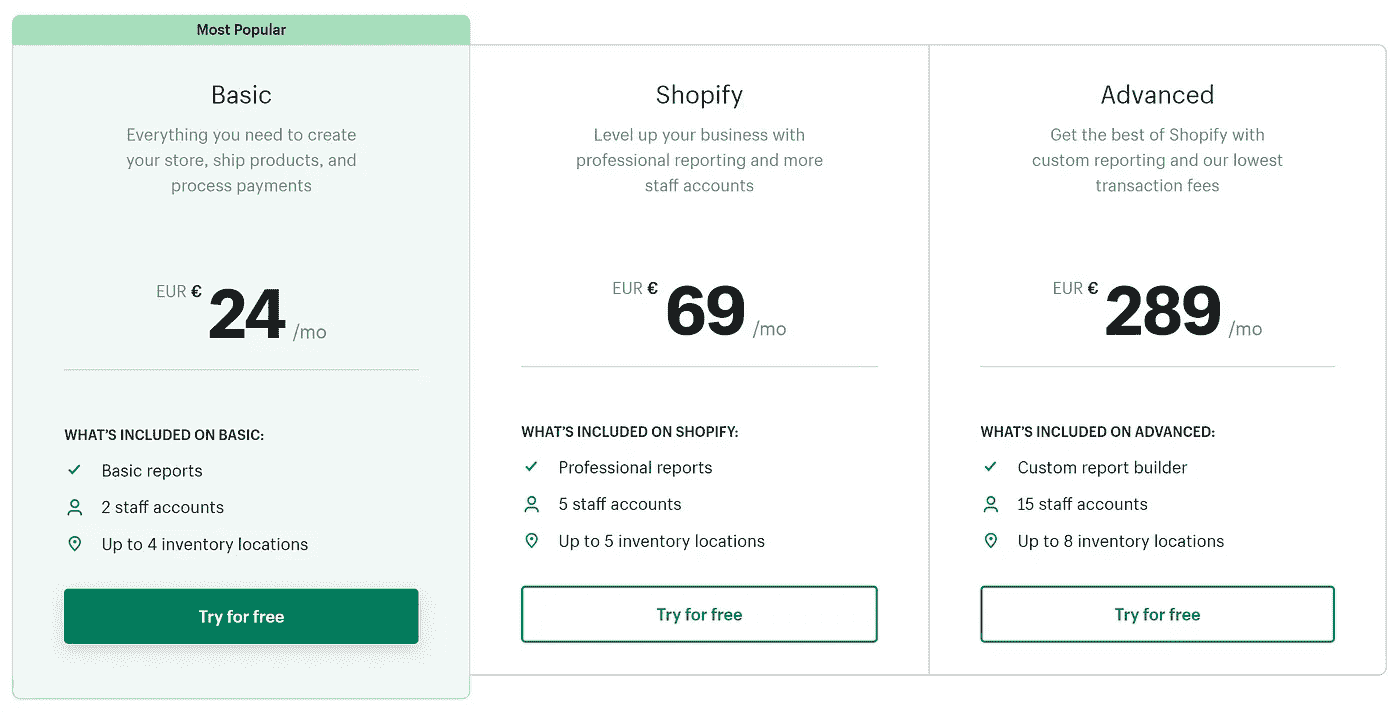 Most Popular
Basic
Everything you need to create
your store, ship products, and
process payments
EUR € 24 /mo
WHAT'S INCLUDED ON BASIC:
Basic reports
2 staff accounts
Up to 4 inventory locations
Try for free
Shopify
Level up your business with
professional reporting and more
staff accounts
EUR € 69 /mo
WHAT'S INCLUDED ON SHOPIFY:
Professional reports
5 staff accounts
Up to 5 inventory locations
Try for free
Advanced
Get the best of Shopify with
custom reporting and our lowest
transaction fees
EUR € 289 /mo
WHAT'S INCLUDED ON ADVANCED:
Custom report builder
15 staff accounts
Up to 8 inventory locations
Try for free